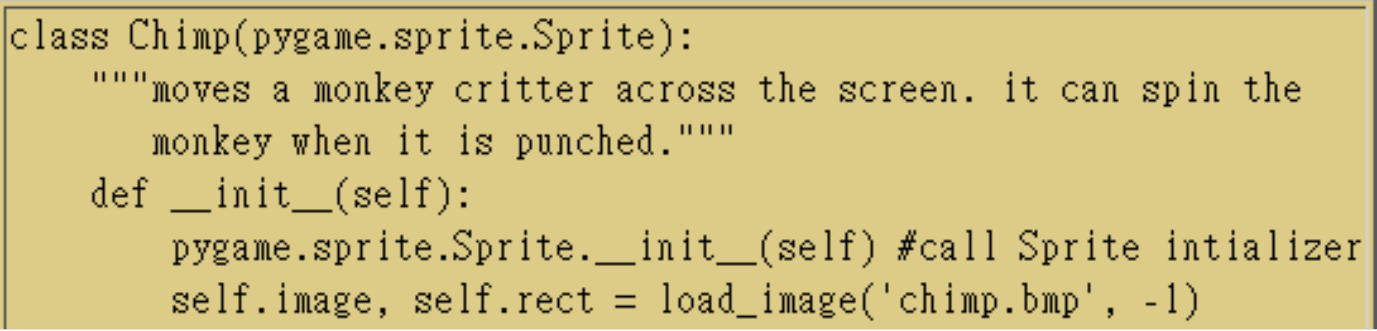 class Chimp(pygame.sprite.Sprite):
    """moves a monkey critter across the screen. it can spin the
       monkey when it is punched."""
    def __init__(self):
        pygame.sprite.Sprite.__init__(self) #call Sprite intializer
        self.image, self.rect = load_image('chimp.bmp', -1)